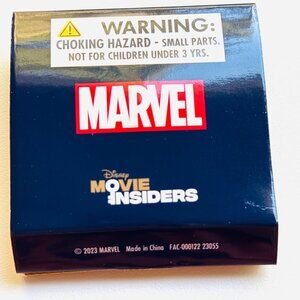 WARNING:
CHOKING HAZARD - SMALL PARTS.
NOT FOR CHILDREN UNDER 3 YRS.
MARVEL
Disney
MOVIE
INSIDERS
© 2023 MARVEL Made in China FAC-000122 23055